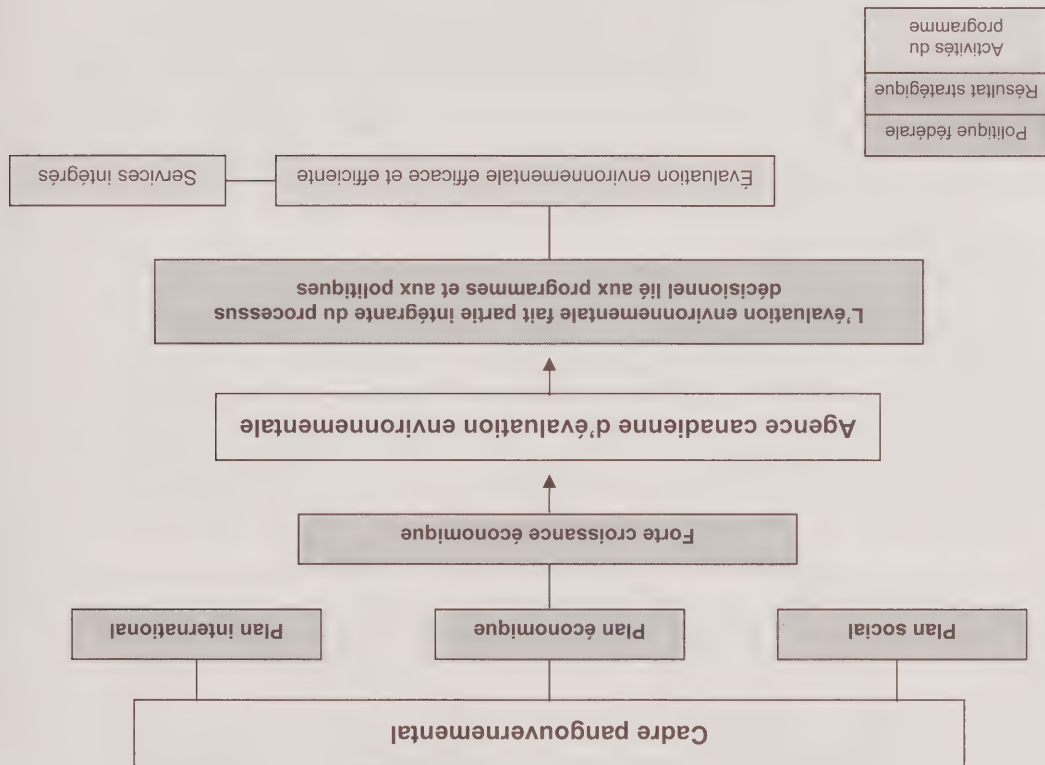 Cadre pangouvernemental
Plan social
Plan économique
Plan international
Forte croissance économique
Agence canadienne d'évaluation environnementale
L'évaluation environnementale fait partie intégrante du processus
décisionnel lié aux programmes et aux politiques
Évaluation environnementale efficace et efficiente
Services intégrés
Politique fédérale
Résultat stratégique
Activités du
programme